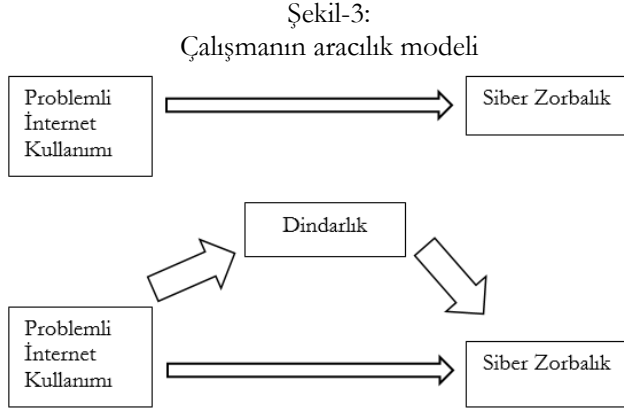 Şekil-3:
Çalışmanın aracılık modeli
Problemli
İnternet
Kullanımı
Siber Zorbalık
Dindarlık
Problemli
İnternet
Kullanımı
Siber Zorbalık